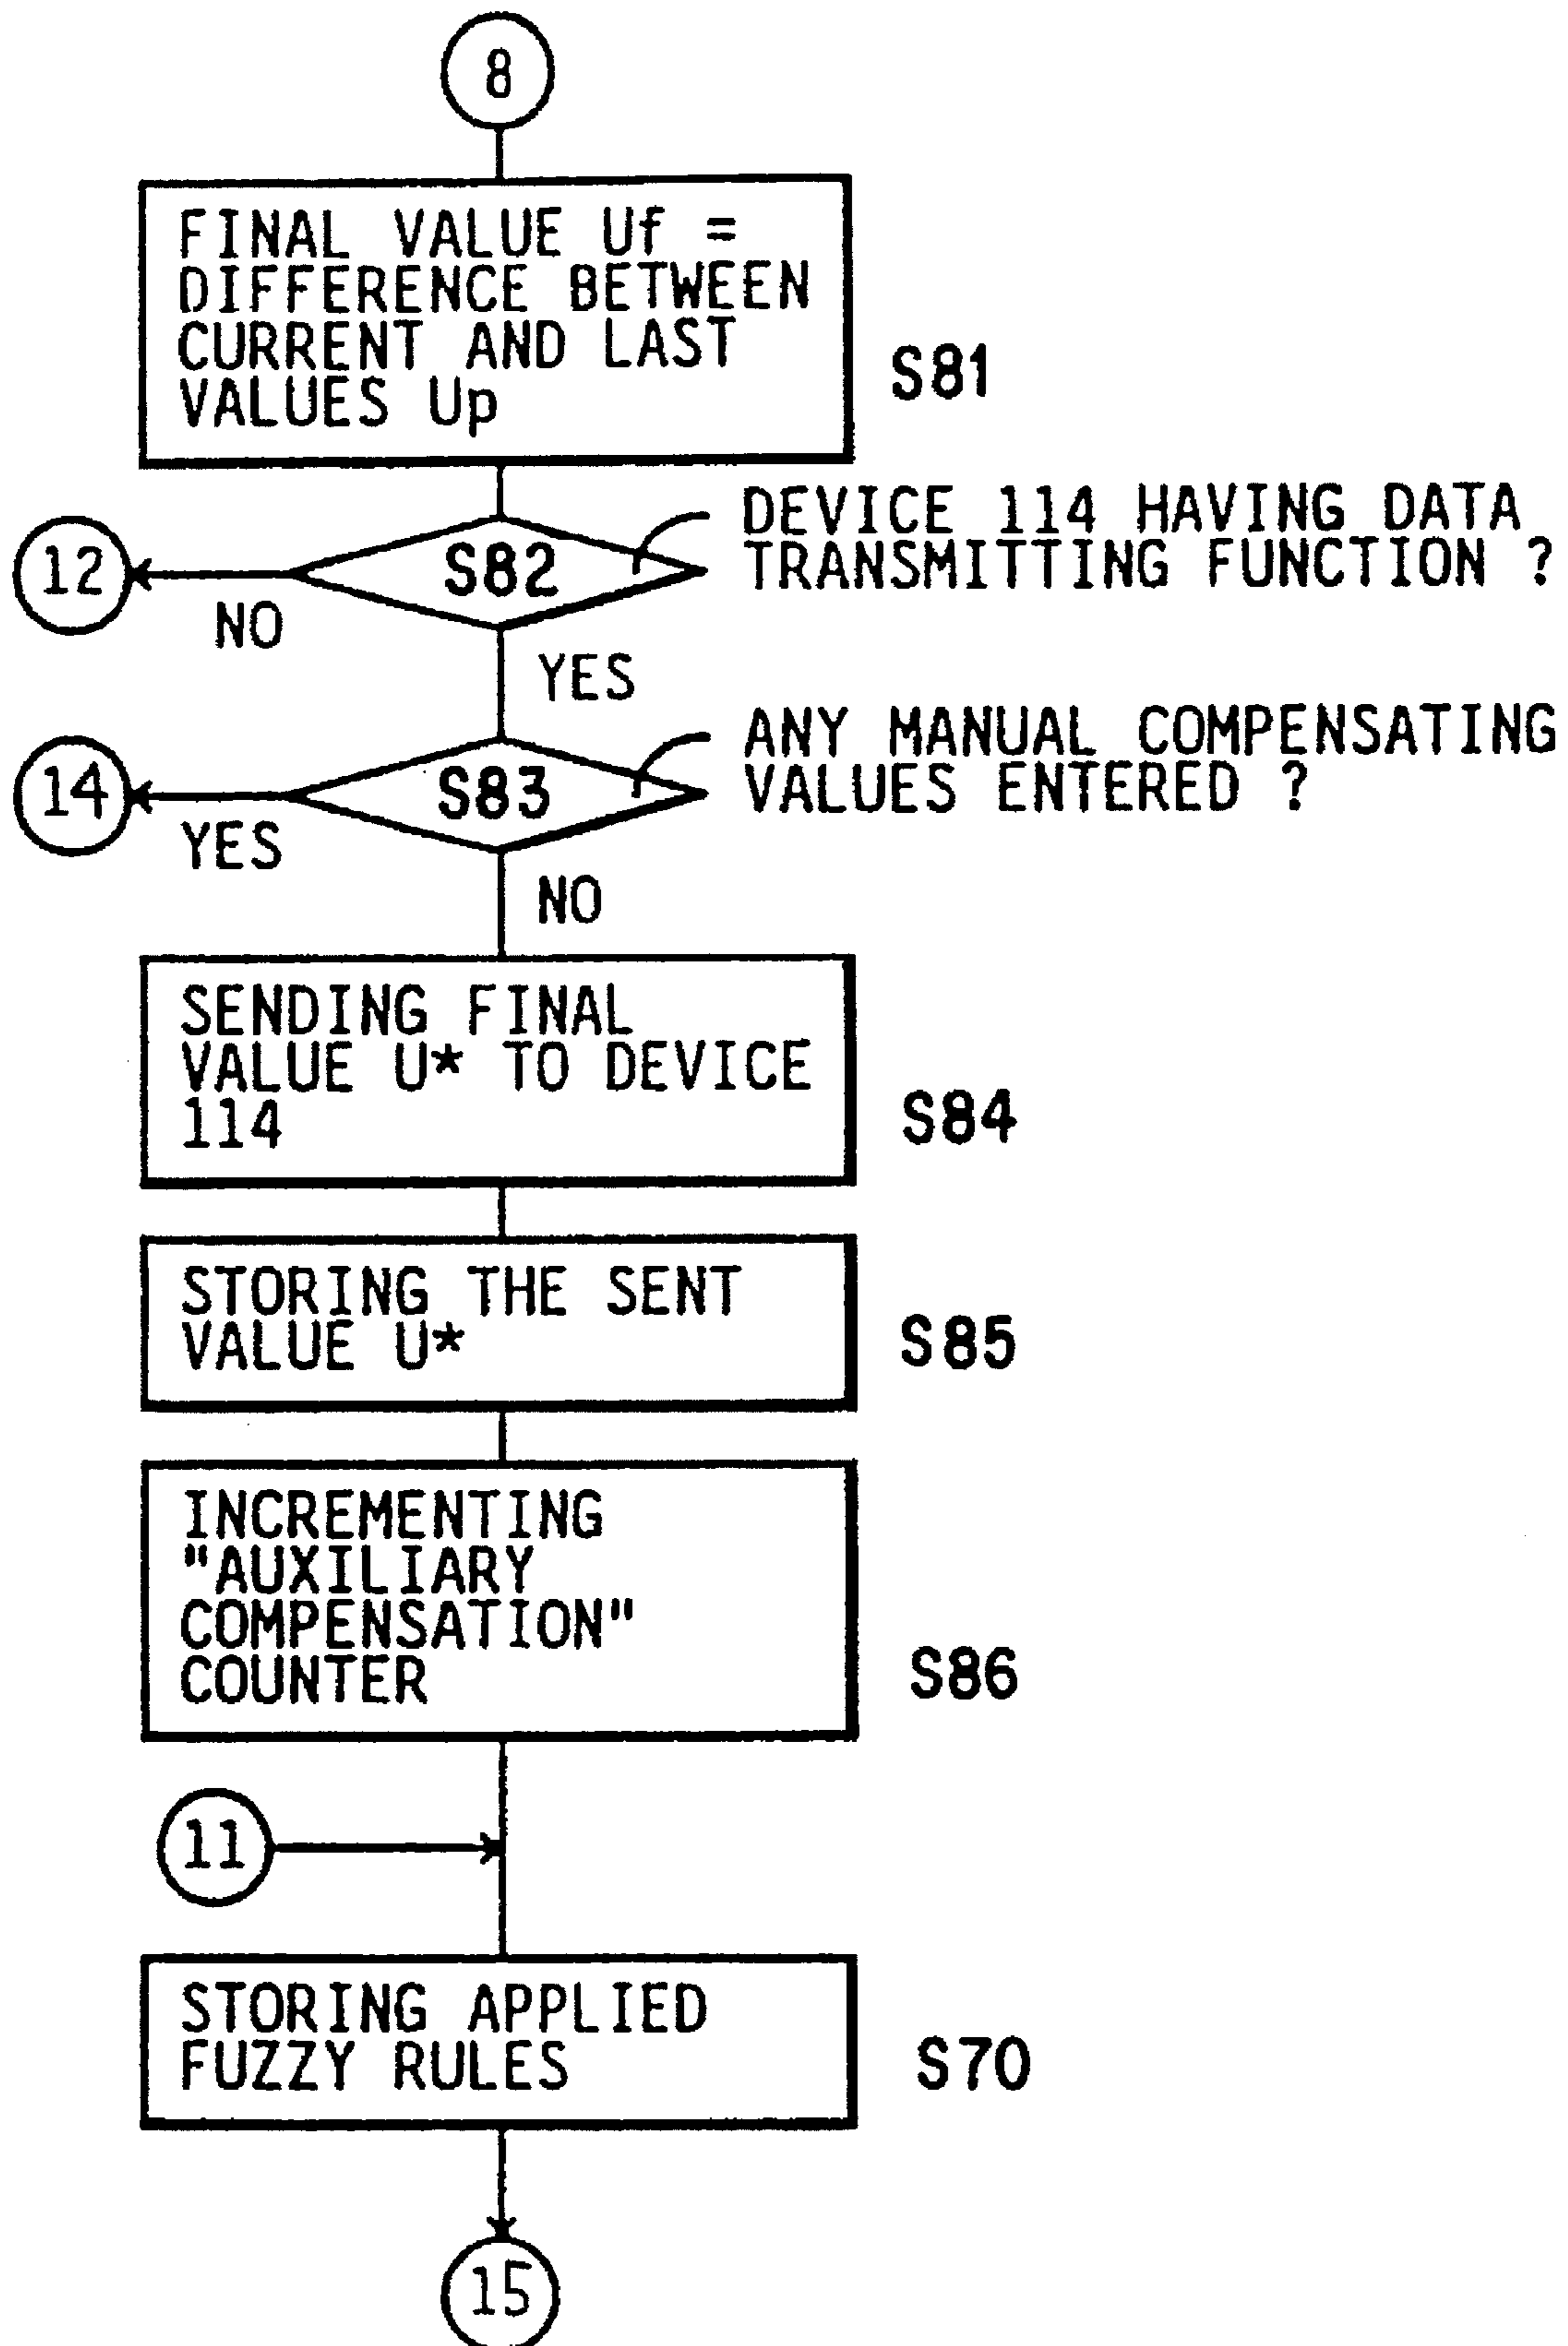 8
FINAL VALUE Uf =
DIFFERENCE BETWEEN
CURRENT AND LAST
VALUES Up
S81
DEVICE 114 HAVING DATA
TRANSMITTING FUNCTION ?
12
S82
NO
YES
ANY MANUAL COMPENSATING
VALUES ENTERED ?
14
S83
YES
NO
SENDING FINAL
VALUE U* TO DEVICE
114
S84
STORING THE SENT
VALUE U*
S85
INCREMENTING
"AUXILIARY
COMPENSATION"
COUNTER
S86
11
STORING APPLIED
FUZZY RULES
S70
15